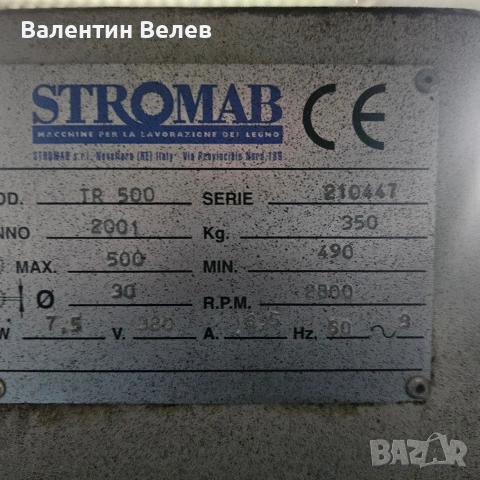 Валентин Велев
STROMAB CE
MACCHINE PER LA LAVORAZIONE DEL LEGNO
STROMAB s.r.l. Novellara (RE) Italy - Via Provinciale Nord,
OD. TR 500 SERIE 210447
NNO 2001 Kg. 350
MAX. 500 MIN. 490
Ø 30 R.P.M. 2800
W 7,5 V. 380 A. Hz. 50 ~ 3
BAZAR